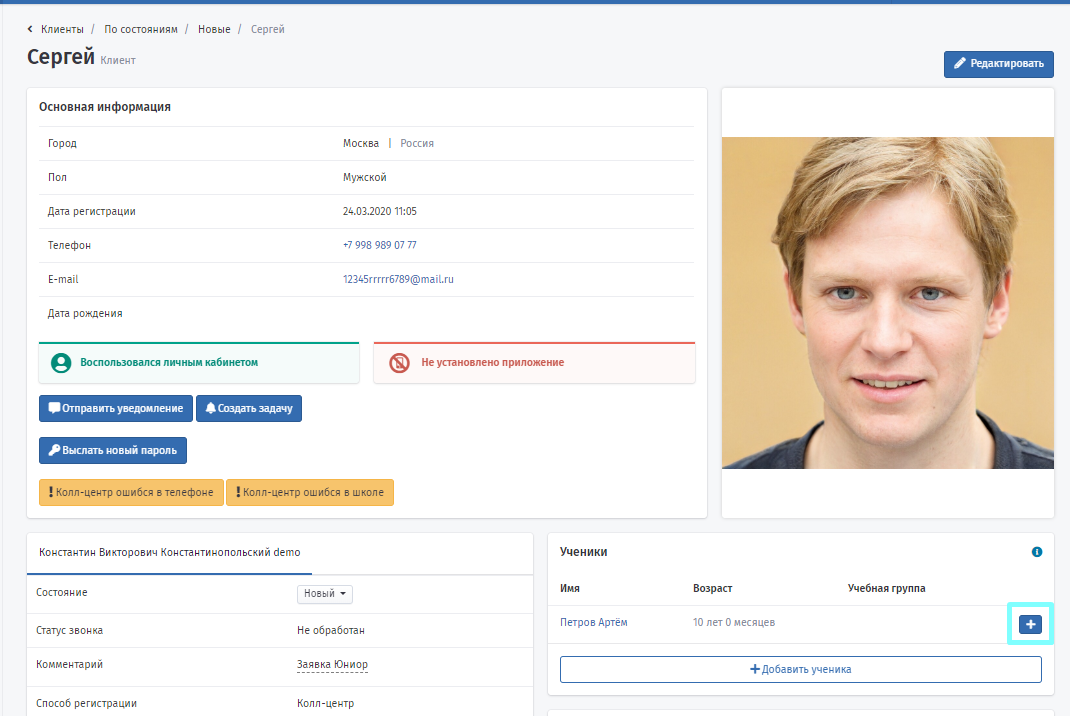 Клиенты / По состояниям / Новые / Сергей
Сергей Клиент
Редактировать
Основная информация
Город Москва | Россия
Пол Мужской
Дата регистрации 24.03.2020 11:05
Телефон +7 998 989 07 77
E-mail 12345rrrrr6789@mail.ru
Дата рождения
Воспользовался личным кабинетом
Не установлено приложение
Отправить уведомление
Создать задачу
Выслать новый пароль
Колл-центр ошибся в телефоне
Колл-центр ошибся в школе
Константин Викторович Константинопольский demo
Состояние Новый
Статус звонка Не обработан
Комментарий Заявка Юниор
Способ регистрации Колл-центр
Ученики
Имя Возраст Учебная группа
Петров Артём 10 лет 0 месяцев
Добавить ученика